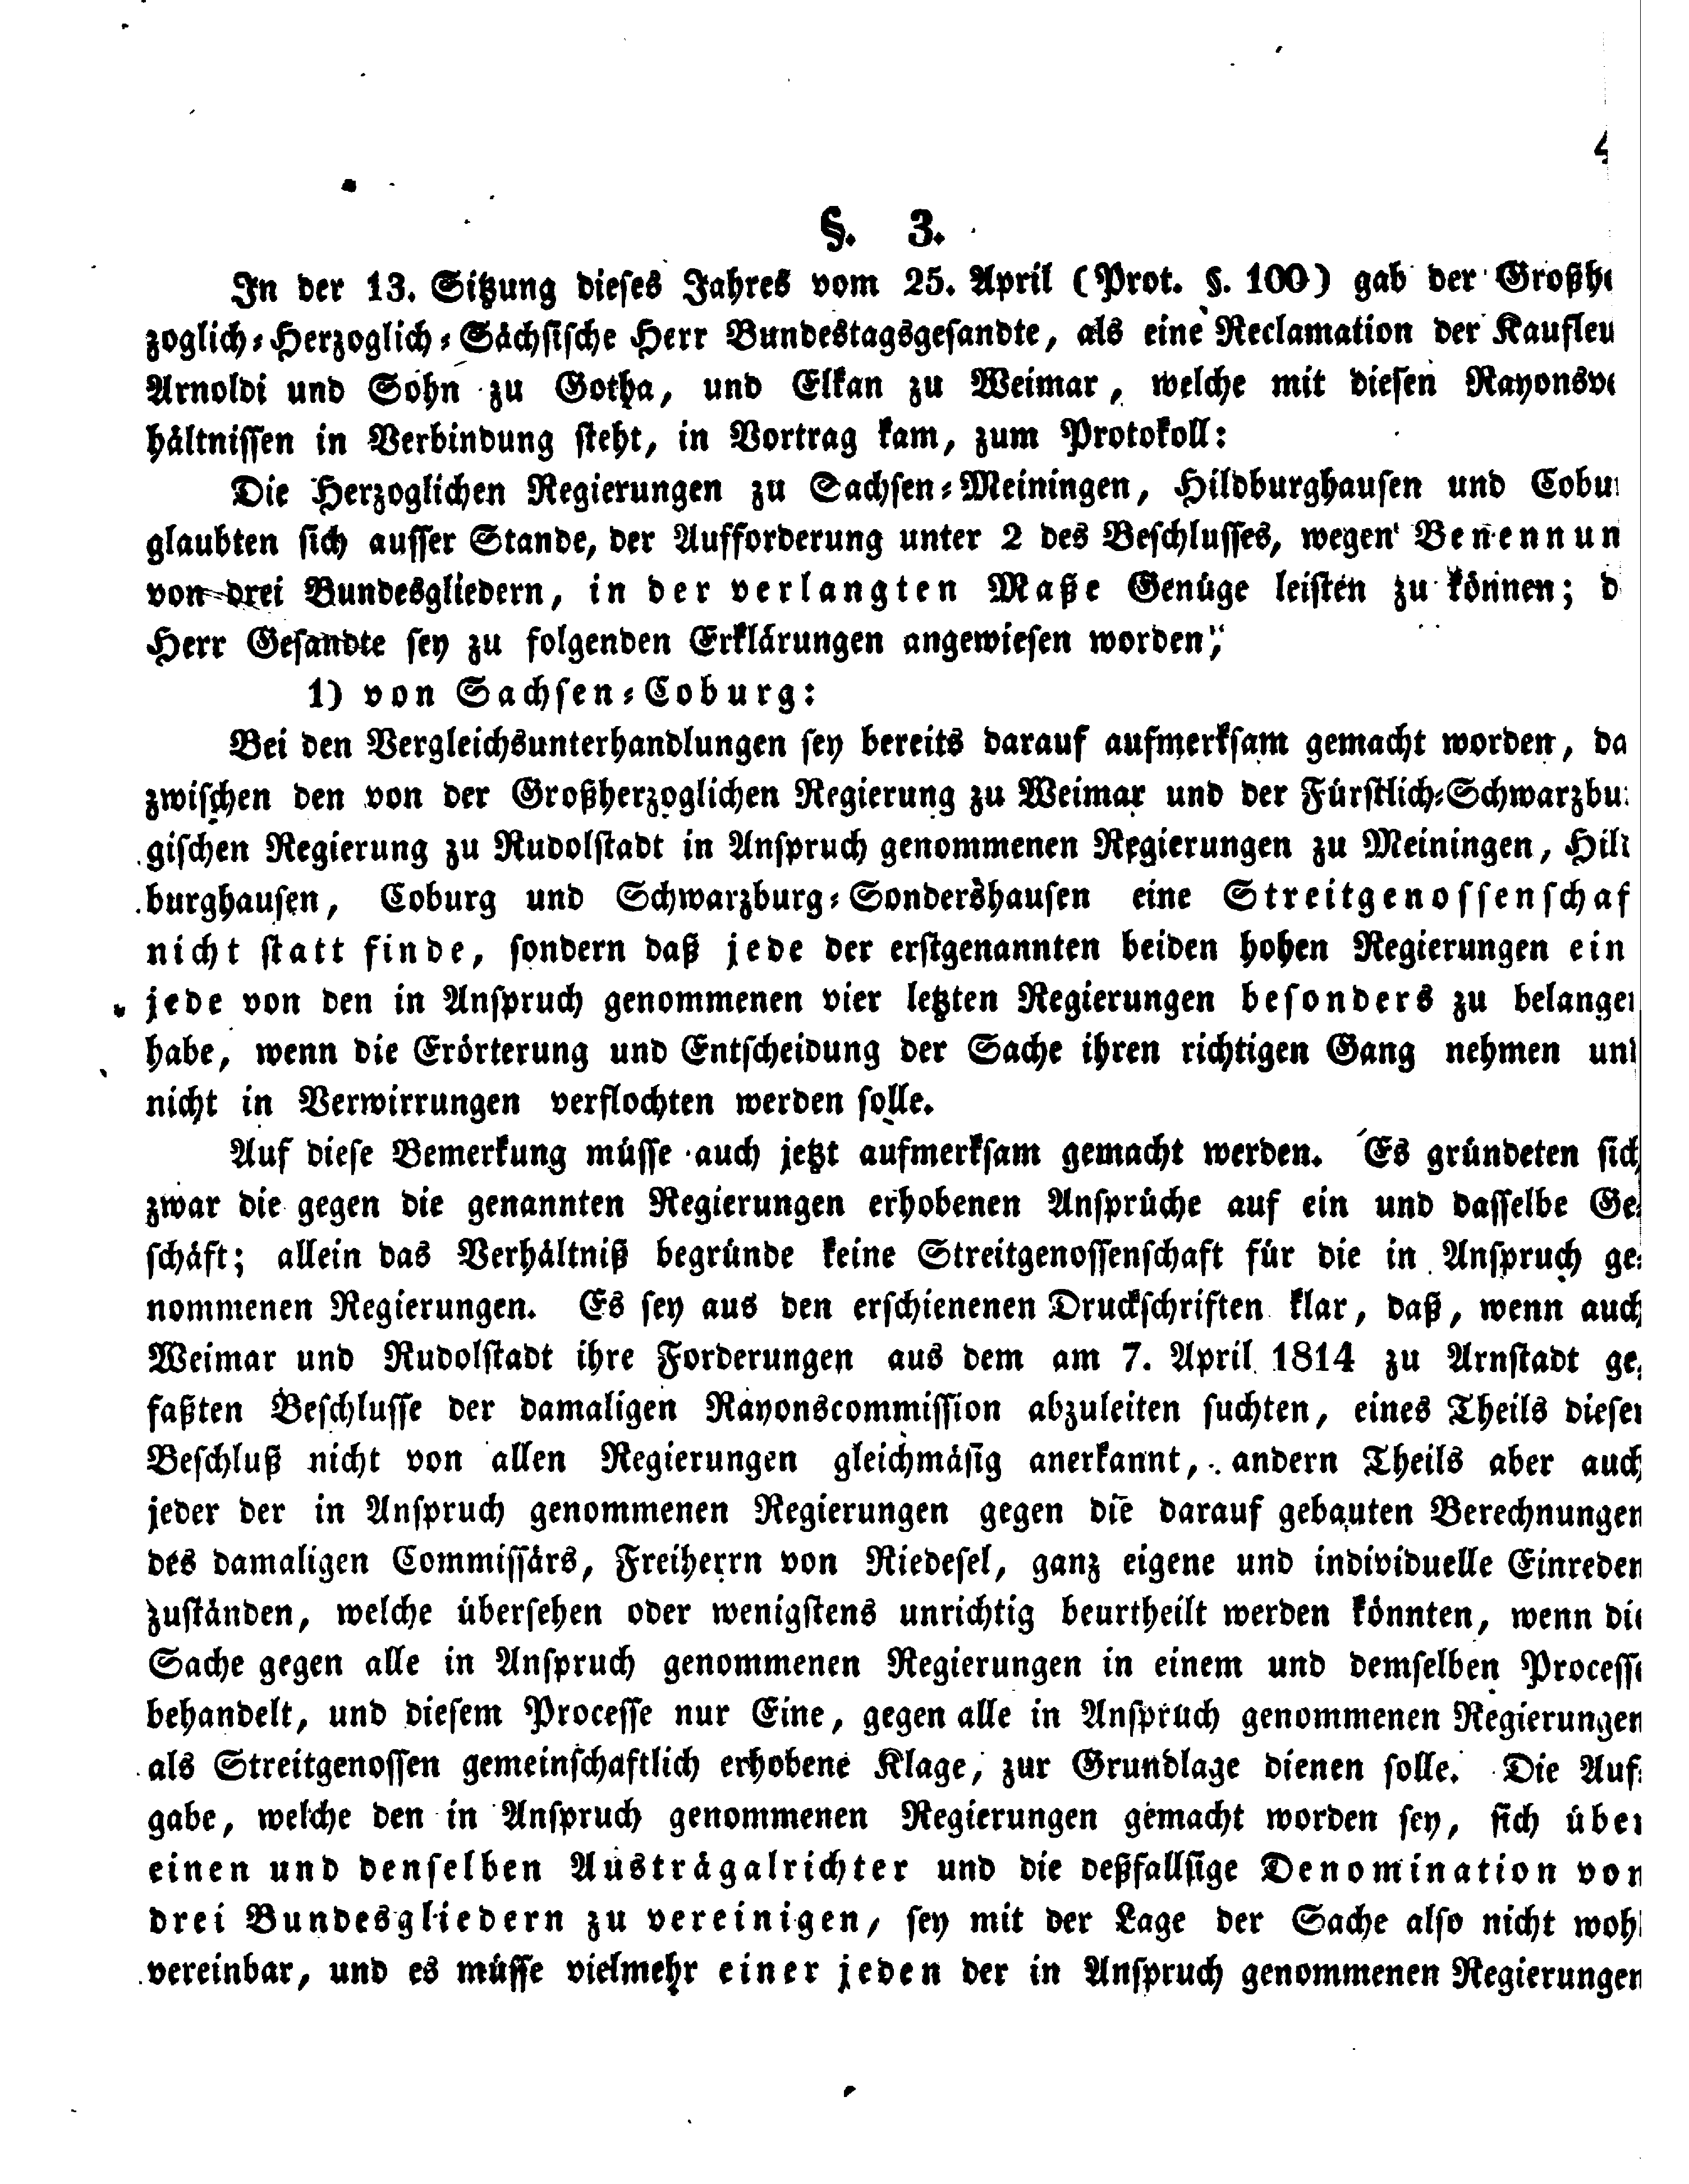 4
§. 3.
In der 13. Sitzung dieses Jahres vom 25. April (Prot. §. 100) gab der Großhe
zoglich-Herzoglich-Sächsische Herr Bundestagsgesandte, als eine Reclamation der Kaufleu
Arnoldi und Sohn zu Gotha, und Elkan zu Weimar, welche mit diesen Rayonsve
hältnissen in Verbindung steht, in Vortrag kam, zum Protokoll:
Die Herzoglichen Regierungen zu Sachsen-Meiningen, Hildburghausen und Cobur
glaubten sich ausser Stande, der Aufforderung unter 2 des Beschlusses, wegen Benennun
von drei Bundesgliedern, in der verlangten Maße Genüge leisten zu können; d
Herr Gesandte sey zu folgenden Erklärungen angewiesen worden;
1) von Sachsen-Coburg:
Bei den Vergleichsunterhandlungen sey bereits darauf aufmerksam gemacht worden, da
zwischen den von der Großherzoglichen Regierung zu Weimar und der Fürstlich-Schwarzbur
gischen Regierung zu Rudolstadt in Anspruch genommenen Regierungen zu Meiningen, Hild
burghausen, Coburg und Schwarzburg-Sondershausen eine Streitgenossenschaf
nicht statt finde, sondern daß jede der erstgenannten beiden hohen Regierungen ein
jede von den in Anspruch genommenen vier letzten Regierungen besonders zu belangen
habe, wenn die Erörterung und Entscheidung der Sache ihren richtigen Gang nehmen und
nicht in Verwirrungen verflochten werden solle.
Auf diese Bemerkung müsse auch jetzt aufmerksam gemacht werden. Es gründeten sich
zwar die gegen die genannten Regierungen erhobenen Ansprüche auf ein und dasselbe Ge-
schäft; allein das Verhältniß begründe keine Streitgenossenschaft für die in Anspruch ge-
nommenen Regierungen. Es sey aus den erschienenen Druckschriften klar, daß, wenn auch
Weimar und Rudolstadt ihre Forderungen aus dem am 7. April 1814 zu Arnstadt ge-
faßten Beschlusse der damaligen Rayonscommission abzuleiten suchten, eines Theils dieser
Beschluß nicht von allen Regierungen gleichmäsig anerkannt, andern Theils aber auch
jeder der in Anspruch genommenen Regierungen gegen die darauf gebauten Berechnungen
des damaligen Commissärs, Freiherrn von Riedesel, ganz eigene und individuelle Einreden
zuständen, welche übersehen oder wenigstens unrichtig beurtheilt werden könnten, wenn die
Sache gegen alle in Anspruch genommenen Regierungen in einem und demselben Processe
behandelt, und diesem Processe nur Eine, gegen alle in Anspruch genommenen Regierungen
als Streitgenossen gemeinschaftlich erhobene Klage, zur Grundlage dienen solle. Die Auf-
gabe, welche den in Anspruch genommenen Regierungen gemacht worden sey, sich über
einen und denselben Austrägalrichter und die deßfallsige Denomination von
drei Bundesgliedern zu vereinigen, sey mit der Lage der Sache also nicht wohl
vereinbar, und es müsse vielmehr einer jeden der in Anspruch genommenen Regierungen